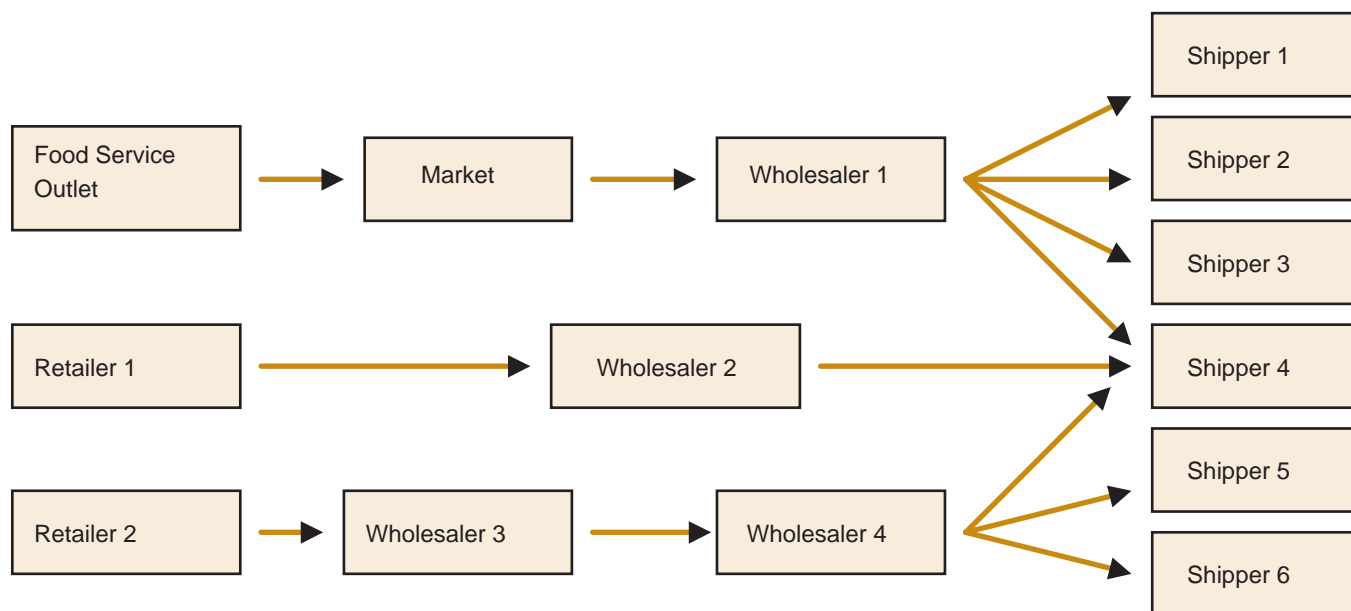 Shipper 1
Food Service
Outlet
Market
Wholesaler 1
Shipper 2
Shipper 3
Retailer 1
Wholesaler 2
Shipper 4
Shipper 5
Retailer 2
Wholesaler 3
Wholesaler 4
Shipper 6